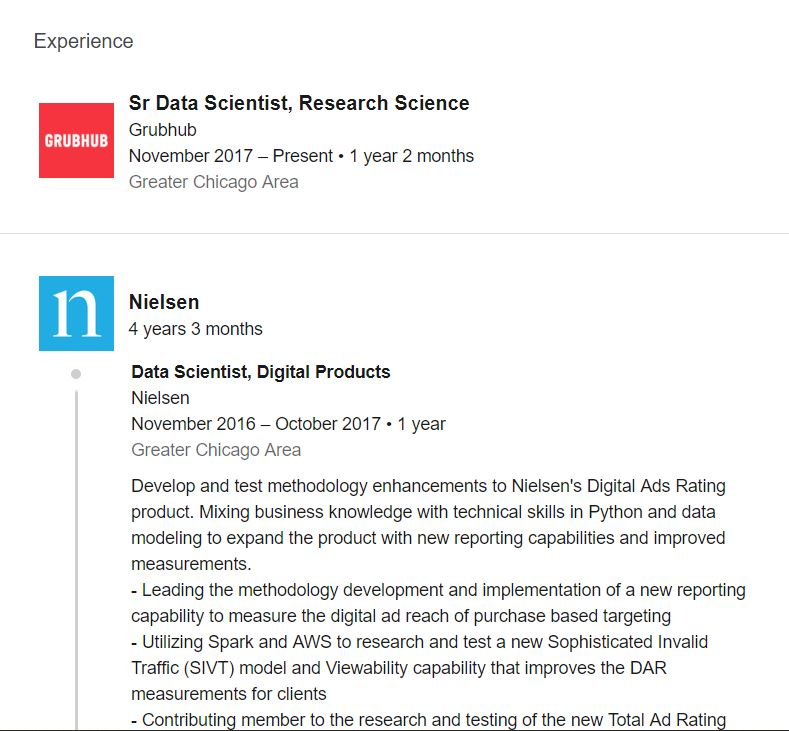 Experience
GRUBHUB
Sr Data Scientist, Research Science
Grubhub
November 2017 – Present • 1 year 2 months
Greater Chicago Area
n
Nielsen
4 years 3 months
Data Scientist, Digital Products
Nielsen
November 2016 – October 2017 • 1 year
Greater Chicago Area
Develop and test methodology enhancements to Nielsen's Digital Ads Rating
product. Mixing business knowledge with technical skills in Python and data
modeling to expand the product with new reporting capabilities and improved
measurements.
- Leading the methodology development and implementation of a new reporting
capability to measure the digital ad reach of purchase based targeting
- Utilizing Spark and AWS to research and test a new Sophisticated Invalid
Traffic (SIVT) model and Viewability capability that improves the DAR
measurements for clients
- Contributing member to the research and testing of the new Total Ad Rating